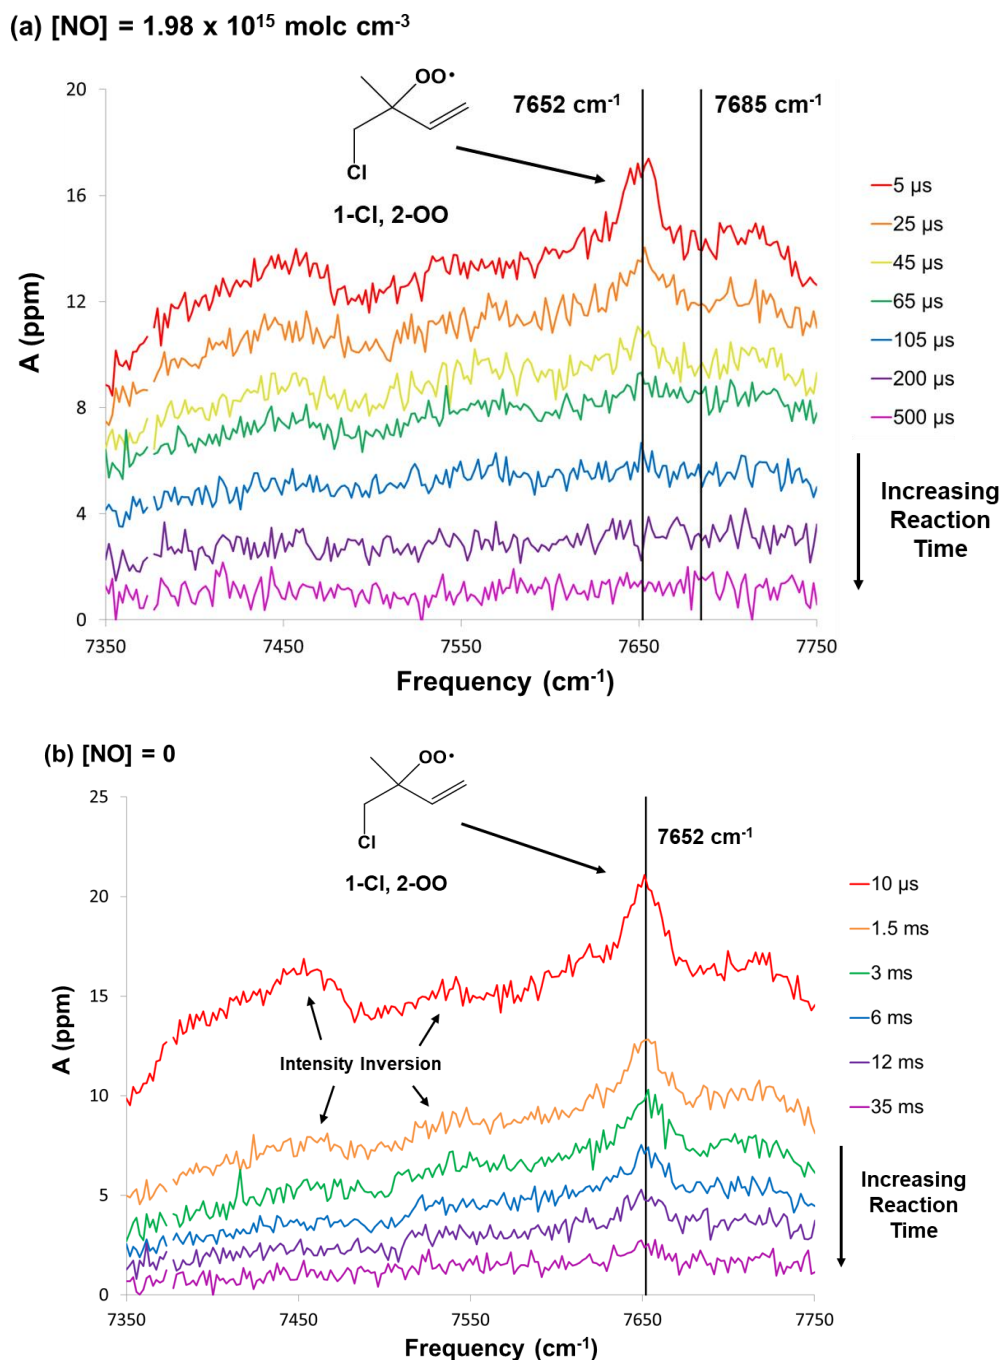 (a) [NO] = 1.98 x 10¹⁵ molc cm⁻³
OO•
Cl
1-Cl, 2-OO
7652 cm⁻¹
7685 cm⁻¹
20
16
12
8
4
0
A (ppm)
7350
7450
7550
7650
7750
Frequency (cm⁻¹)
5 µs
25 µs
45 µs
65 µs
105 µs
200 µs
500 µs
Increasing
Reaction
Time
(b) [NO] = 0
OO•
Cl
1-Cl, 2-OO
7652 cm⁻¹
25
20
15
10
5
0
A (ppm)
Intensity Inversion
7350
7450
7550
7650
7750
Frequency (cm⁻¹)
10 µs
1.5 ms
3 ms
6 ms
12 ms
35 ms
Increasing
Reaction
Time